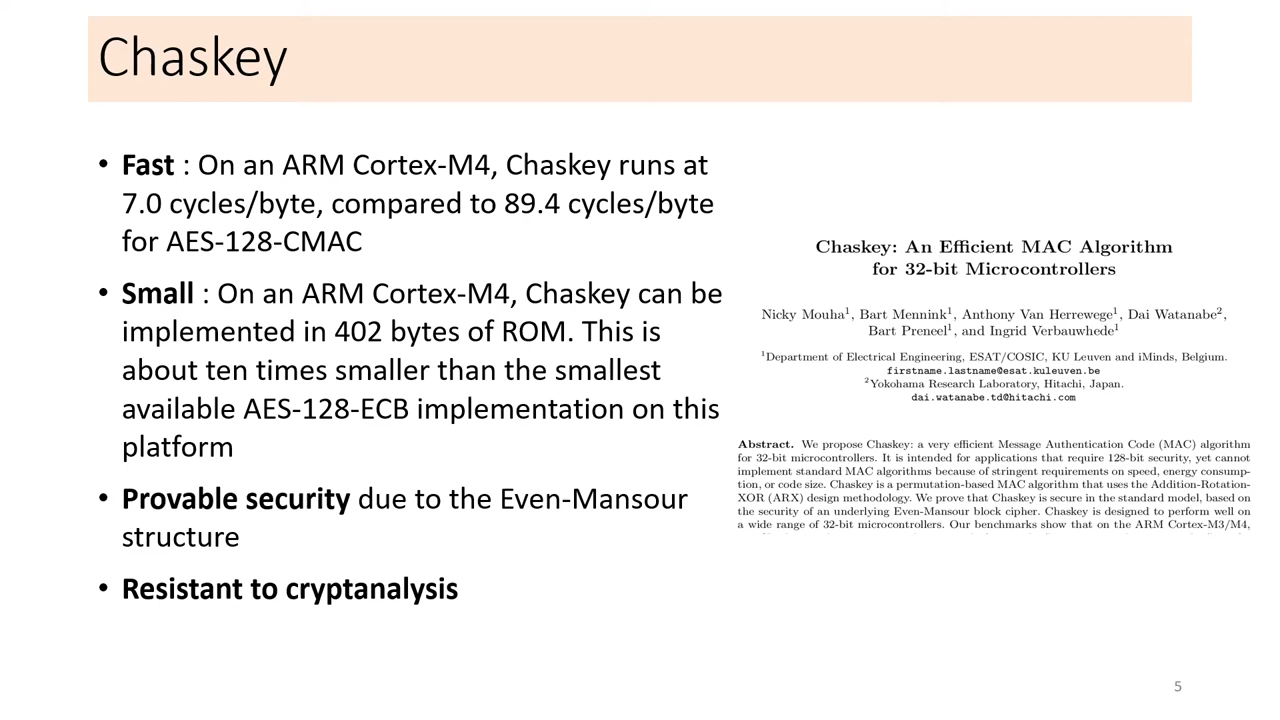 Chaskey
• Fast : On an ARM Cortex-M4, Chaskey runs at
7.0 cycles/byte, compared to 89.4 cycles/byte
for AES-128-CMAC
• Small : On an ARM Cortex-M4, Chaskey can be
implemented in 402 bytes of ROM. This is
about ten times smaller than the smallest
available AES-128-ECB implementation on this
platform
• Provable security due to the Even-Mansour
structure
• Resistant to cryptanalysis
Chaskey: An Efficient MAC Algorithm
for 32-bit Microcontrollers
Nicky Mouha1, Bart Mennink1, Anthony Van Herrewege1, Dai Watanabe2,
Bart Preneel1, and Ingrid Verbauwhede1
1Department of Electrical Engineering, ESAT/COSIC, KU Leuven and iMinds, Belgium.
firstname.lastname@esat.kuleuven.be
2Yokohama Research Laboratory, Hitachi, Japan.
dai.watanabe.td@hitachi.com
Abstract. We propose Chaskey: a very efficient Message Authentication Code (MAC) algorithm
for 32-bit microcontrollers. It is intended for applications that require 128-bit security, yet cannot
implement standard MAC algorithms because of stringent requirements on speed, energy consump-
tion, or code size. Chaskey is a permutation-based MAC algorithm that uses the Addition-Rotation-
XOR (ARX) design methodology. We prove that Chaskey is secure in the standard model, based on
the security of an underlying Even-Mansour block cipher. Chaskey is designed to perform well on
a wide range of 32-bit microcontrollers. Our benchmarks show that on the ARM Cortex-M3/M4,
5